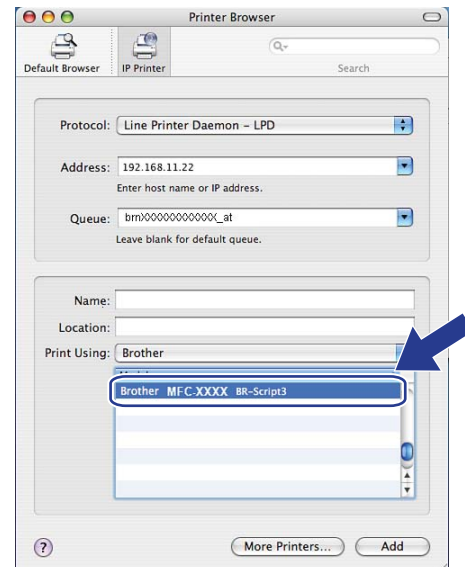 Printer Browser
Default Browser
IP Printer
Q
Search
Protocol: Line Printer Daemon – LPD
Address: 192.168.11.22
Enter host name or IP address.
Queue: brnXXXXXXXXXXXX_at
Leave blank for default queue.
Name:
Location:
Print Using: Brother
Brother MFC-XXXX BR-Script3
? More Printers... Add